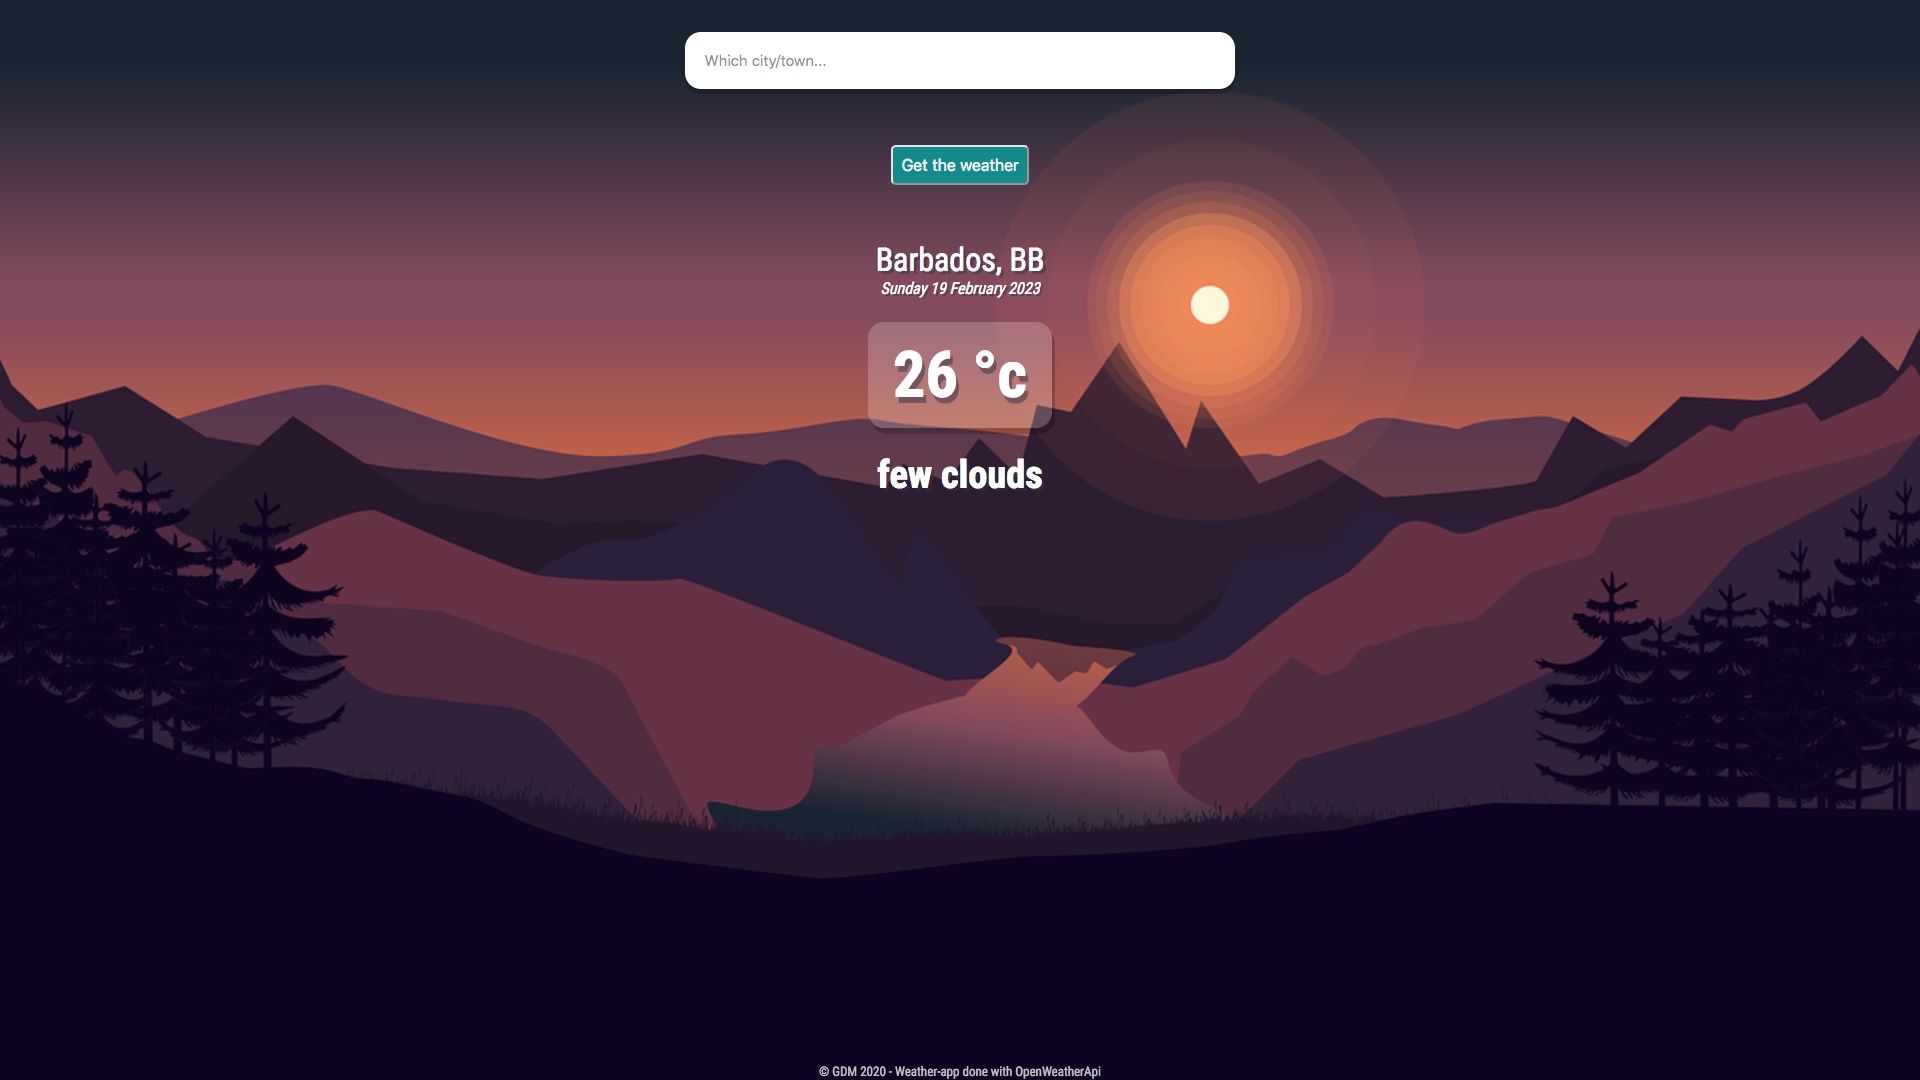 Which city/town...
Get the weather
Barbados, BB
Sunday 19 February 2023
26 °c
few clouds
© GDM 2020 - Weather-app done with OpenWeatherApi